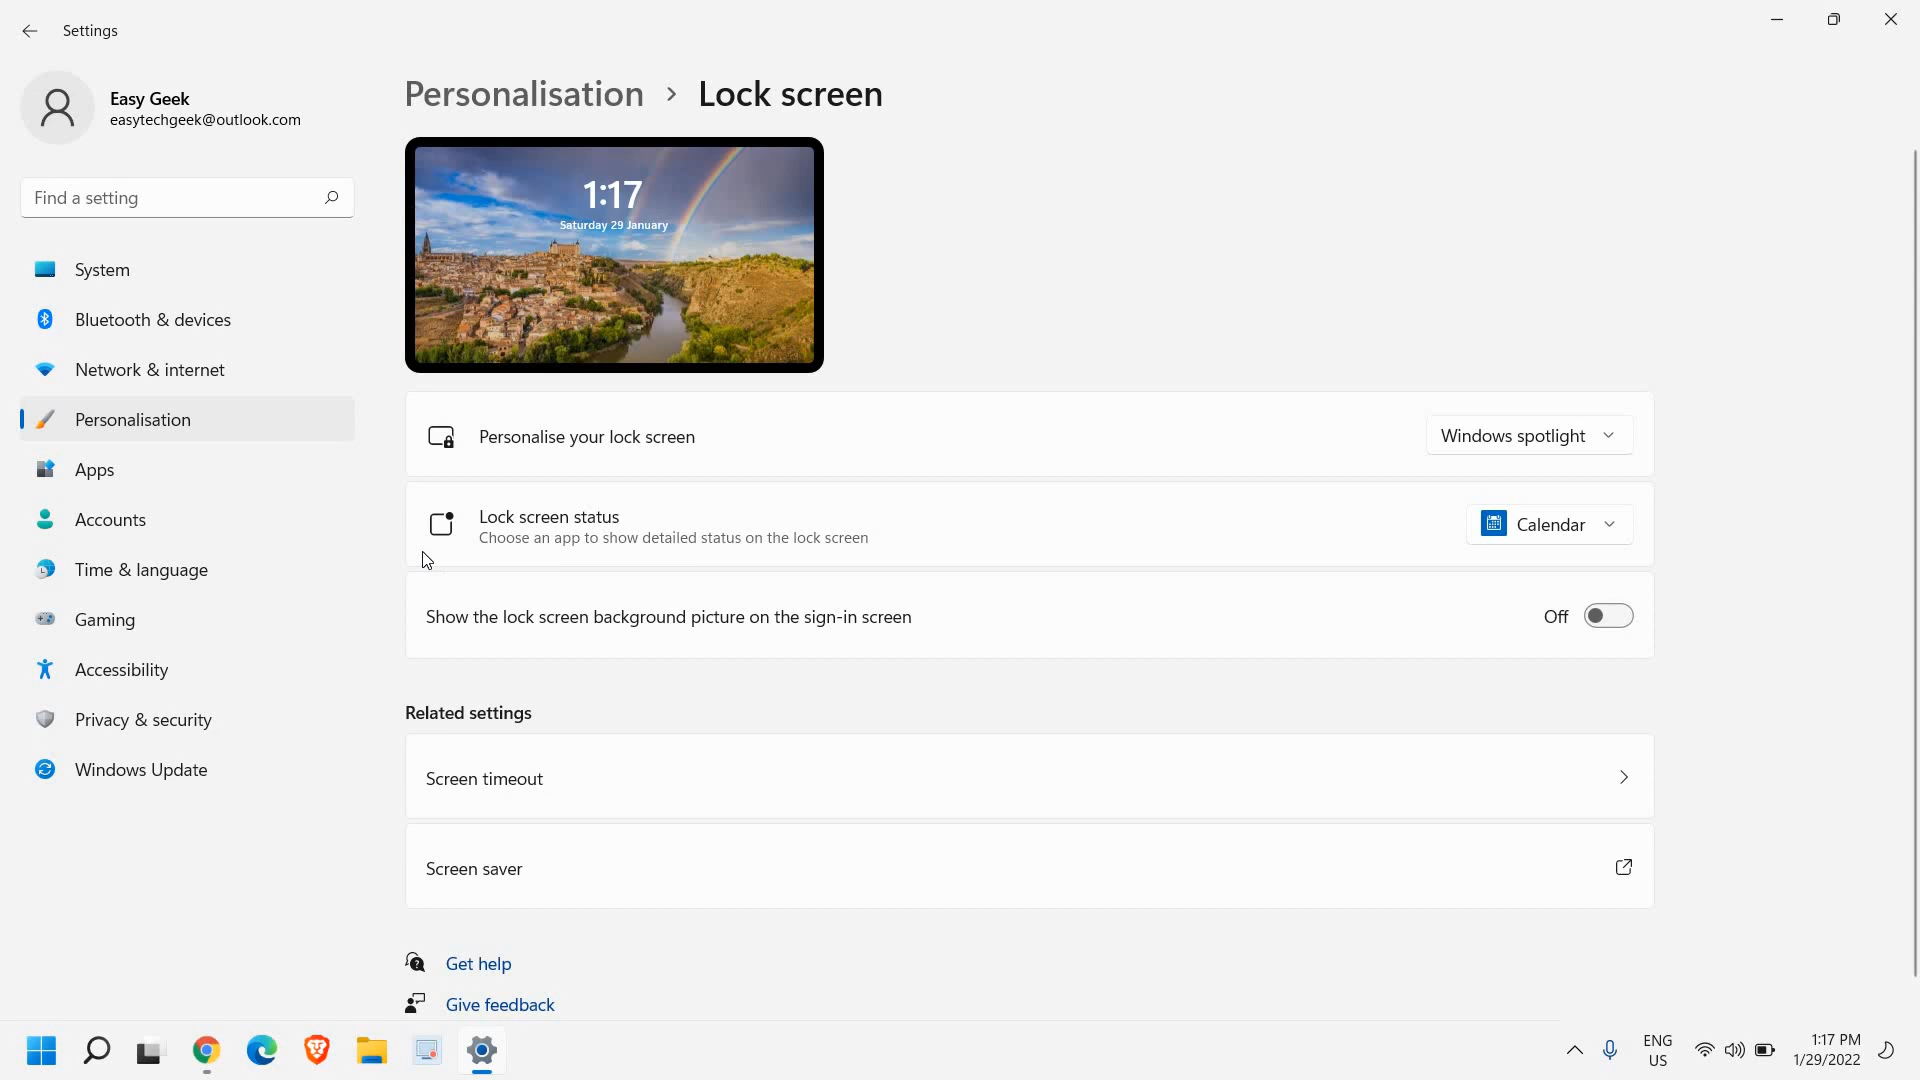 Settings
Easy Geek
easytechgeek@outlook.com
Find a setting
System
Bluetooth & devices
Network & internet
Personalisation
Apps
Accounts
Time & language
Gaming
Accessibility
Privacy & security
Windows Update
Personalisation > Lock screen
1:17
Saturday 29 January
Personalise your lock screen
Windows spotlight
Lock screen status
Choose an app to show detailed status on the lock screen
Calendar
Show the lock screen background picture on the sign-in screen
Off
Related settings
Screen timeout
Screen saver
Get help
Give feedback
ENG
US
1:17 PM
1/29/2022